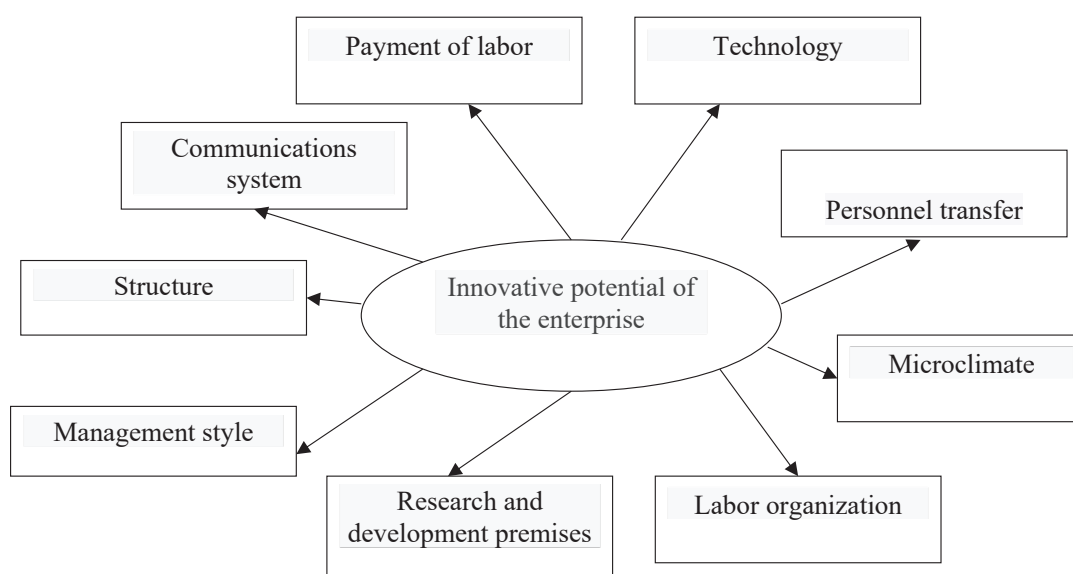 Payment of labor
Technology
Communications
system
Personnel transfer
Structure
Innovative potential of
the enterprise
Microclimate
Management style
Research and
development premises
Labor organization